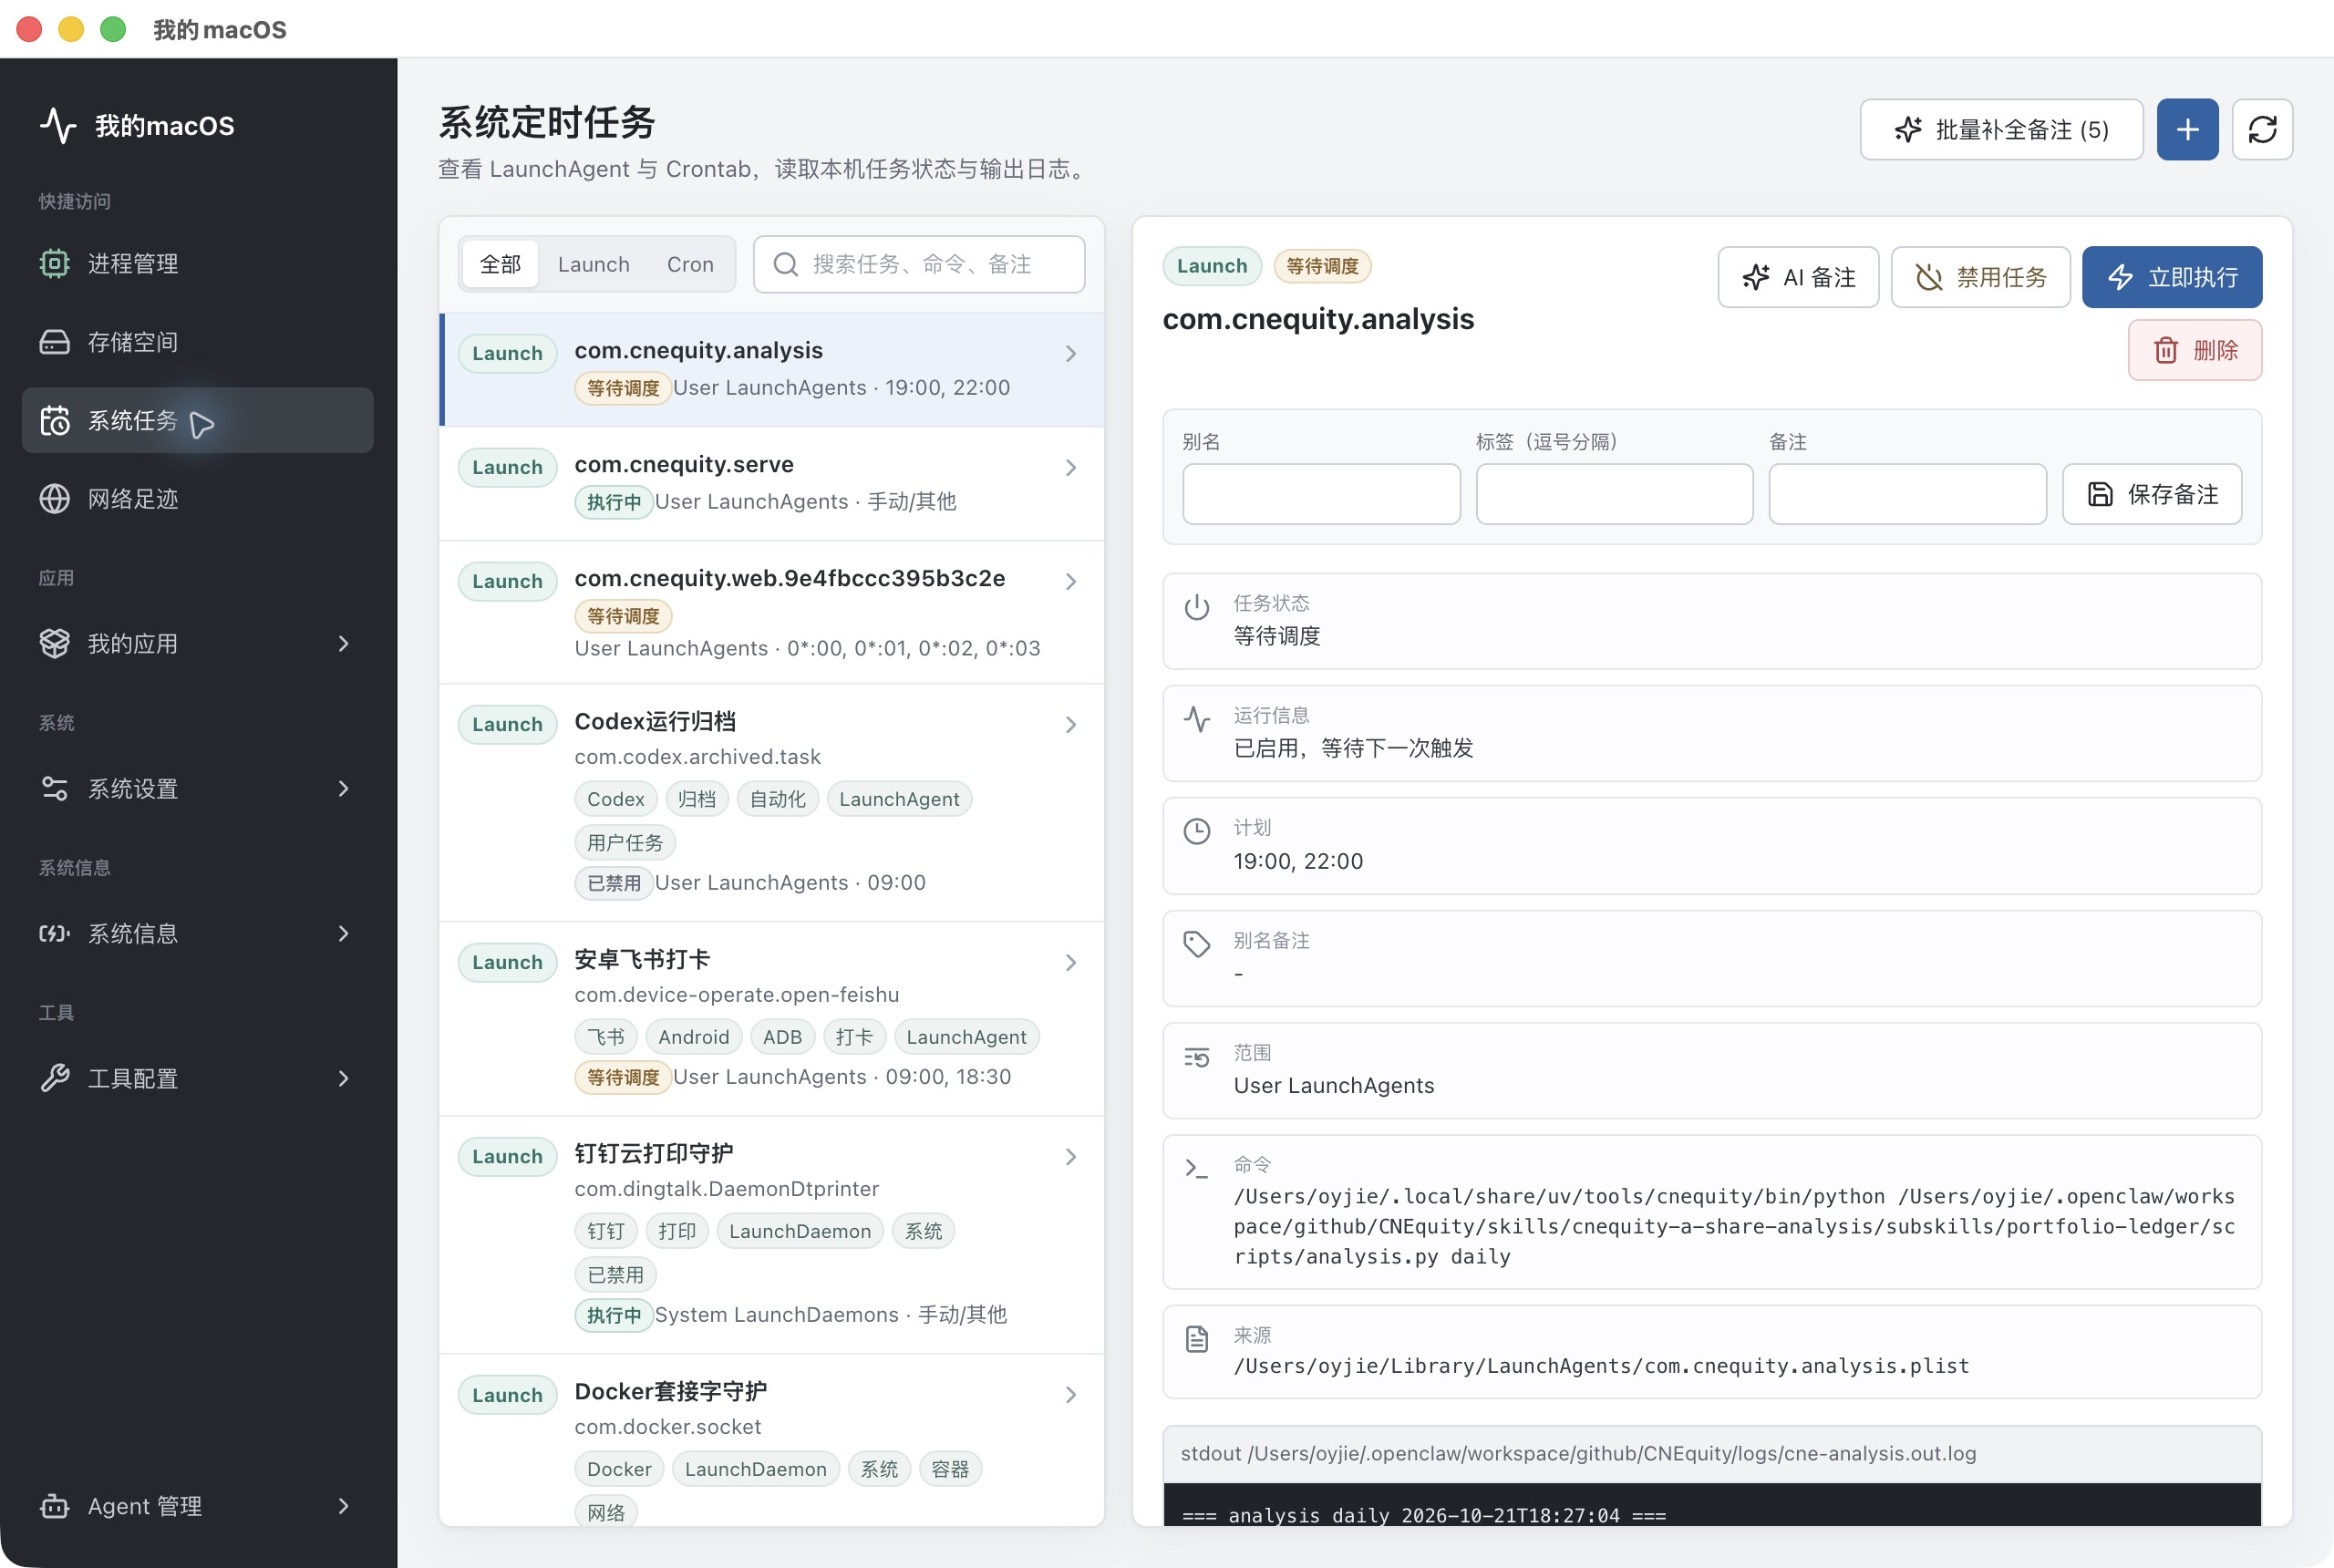 我的macOS
我的macOS
快捷访问
进程管理
存储空间
系统任务
网络足迹
应用
我的应用
系统
系统设置
系统信息
系统信息
工具
工具配置
Agent 管理
系统定时任务
查看 LaunchAgent 与 Crontab，读取本机任务状态与输出日志。
批量补全备注 (5)
全部 Launch Cron
搜索任务、命令、备注
Launch com.cnequity.analysis
等待调度 User LaunchAgents · 19:00, 22:00
Launch com.cnequity.serve
执行中 User LaunchAgents · 手动/其他
Launch com.cnequity.web.9e4fbccc395b3c2e
等待调度
User LaunchAgents · 0*:00, 0*:01, 0*:02, 0*:03
Launch Codex运行归档
com.codex.archived.task
Codex 归档 自动化 LaunchAgent
用户任务
已禁用 User LaunchAgents · 09:00
Launch 安卓飞书打卡
com.device-operate.open-feishu
飞书 Android ADB 打卡 LaunchAgent
等待调度 User LaunchAgents · 09:00, 18:30
Launch 钉钉云打印守护
com.dingtalk.DaemonDtprinter
钉钉 打印 LaunchDaemon 系统
已禁用
执行中 System LaunchDaemons · 手动/其他
Launch Docker套接字守护
com.docker.socket
Docker LaunchDaemon 系统 容器
网络
Launch 等待调度
com.cnequity.analysis
AI 备注 禁用任务 立即执行
删除
别名 标签（逗号分隔） 备注
保存备注
任务状态
等待调度
运行信息
已启用，等待下一次触发
计划
19:00, 22:00
别名备注
-
范围
User LaunchAgents
命令
/Users/oyjie/.local/share/uv/tools/cnequity/bin/python /Users/oyjie/.openclaw/works
pace/github/CNEquity/skills/cnequity-a-share-analysis/subskills/portfolio-ledger/sc
ripts/analysis.py daily
来源
/Users/oyjie/Library/LaunchAgents/com.cnequity.analysis.plist
stdout /Users/oyjie/.openclaw/workspace/github/CNEquity/logs/cne-analysis.out.log
=== analysis daily 2026-10-21T18:27:04 ===